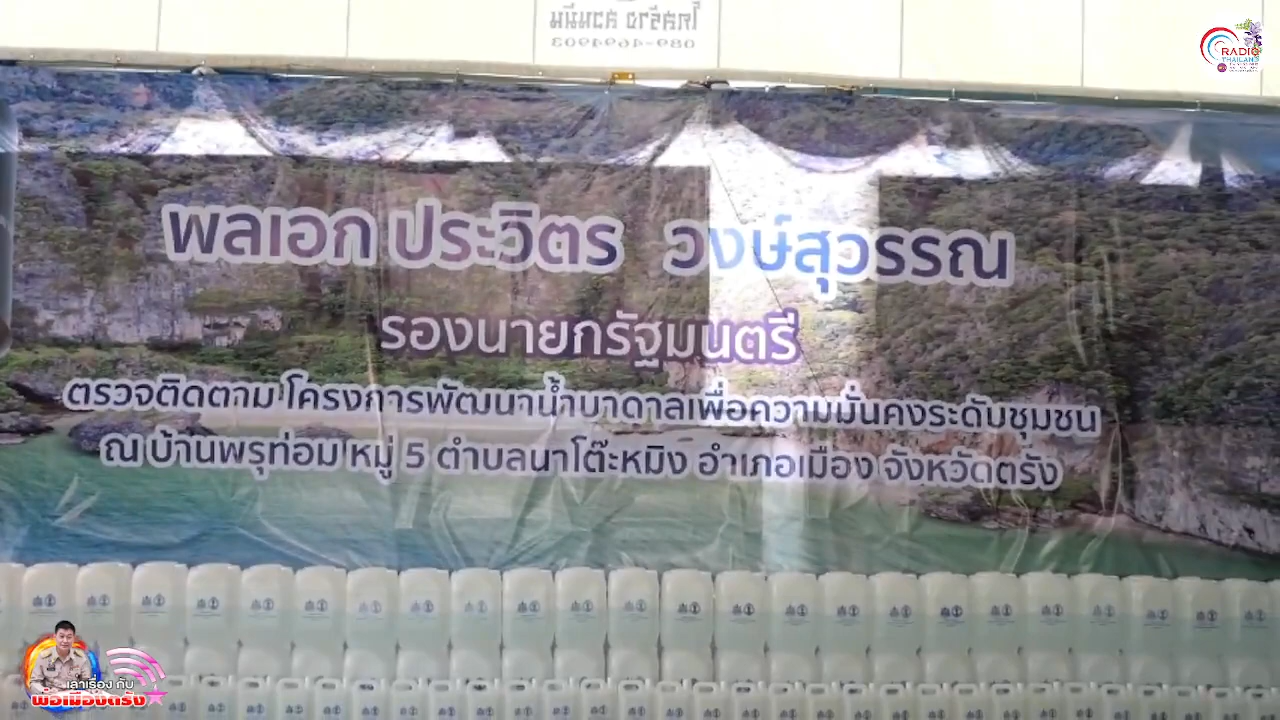 089-4694903
RADIO
THAILAND
พลเอก ประวิตร วงษ์สุวรรณ
รองนายกรัฐมนตรี
ตรวจติดตาม โครงการพัฒนาน้ำบาดาลเพื่อความมั่นคงระดับชุมชน
ณ บ้านพรุท่อม หมู่ 5 ตำบลนาโต๊ะหมิง อำเภอเมือง จังหวัดตรัง
เล่าเรื่อง กับ
พ่อเมืองตรัง